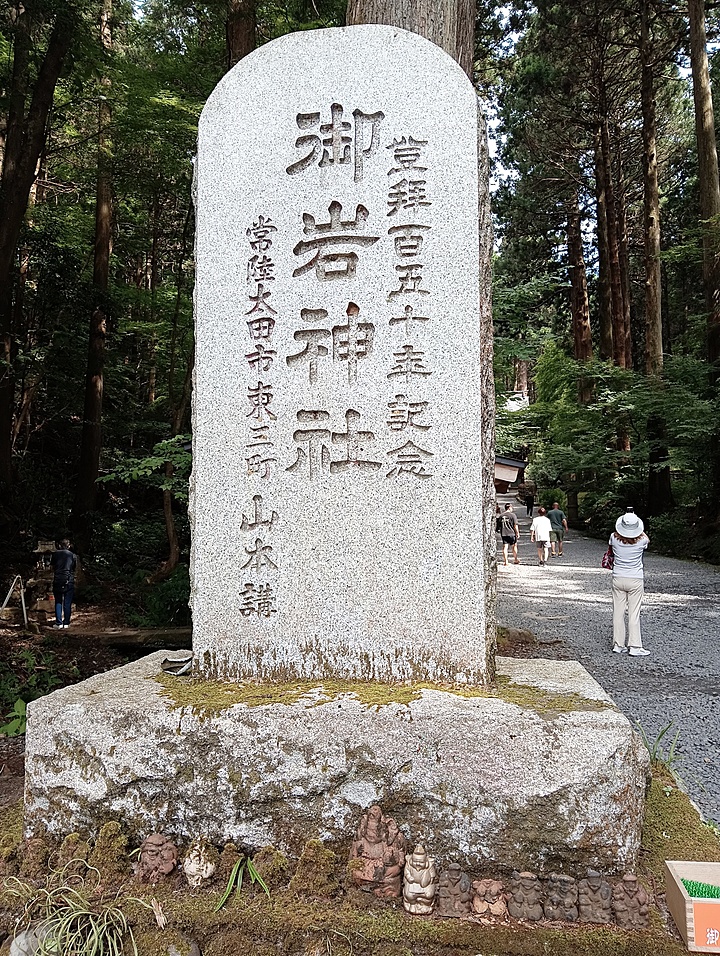 登拝百五十年記念
御岩神社
常陸太田市東三町 山本講
御